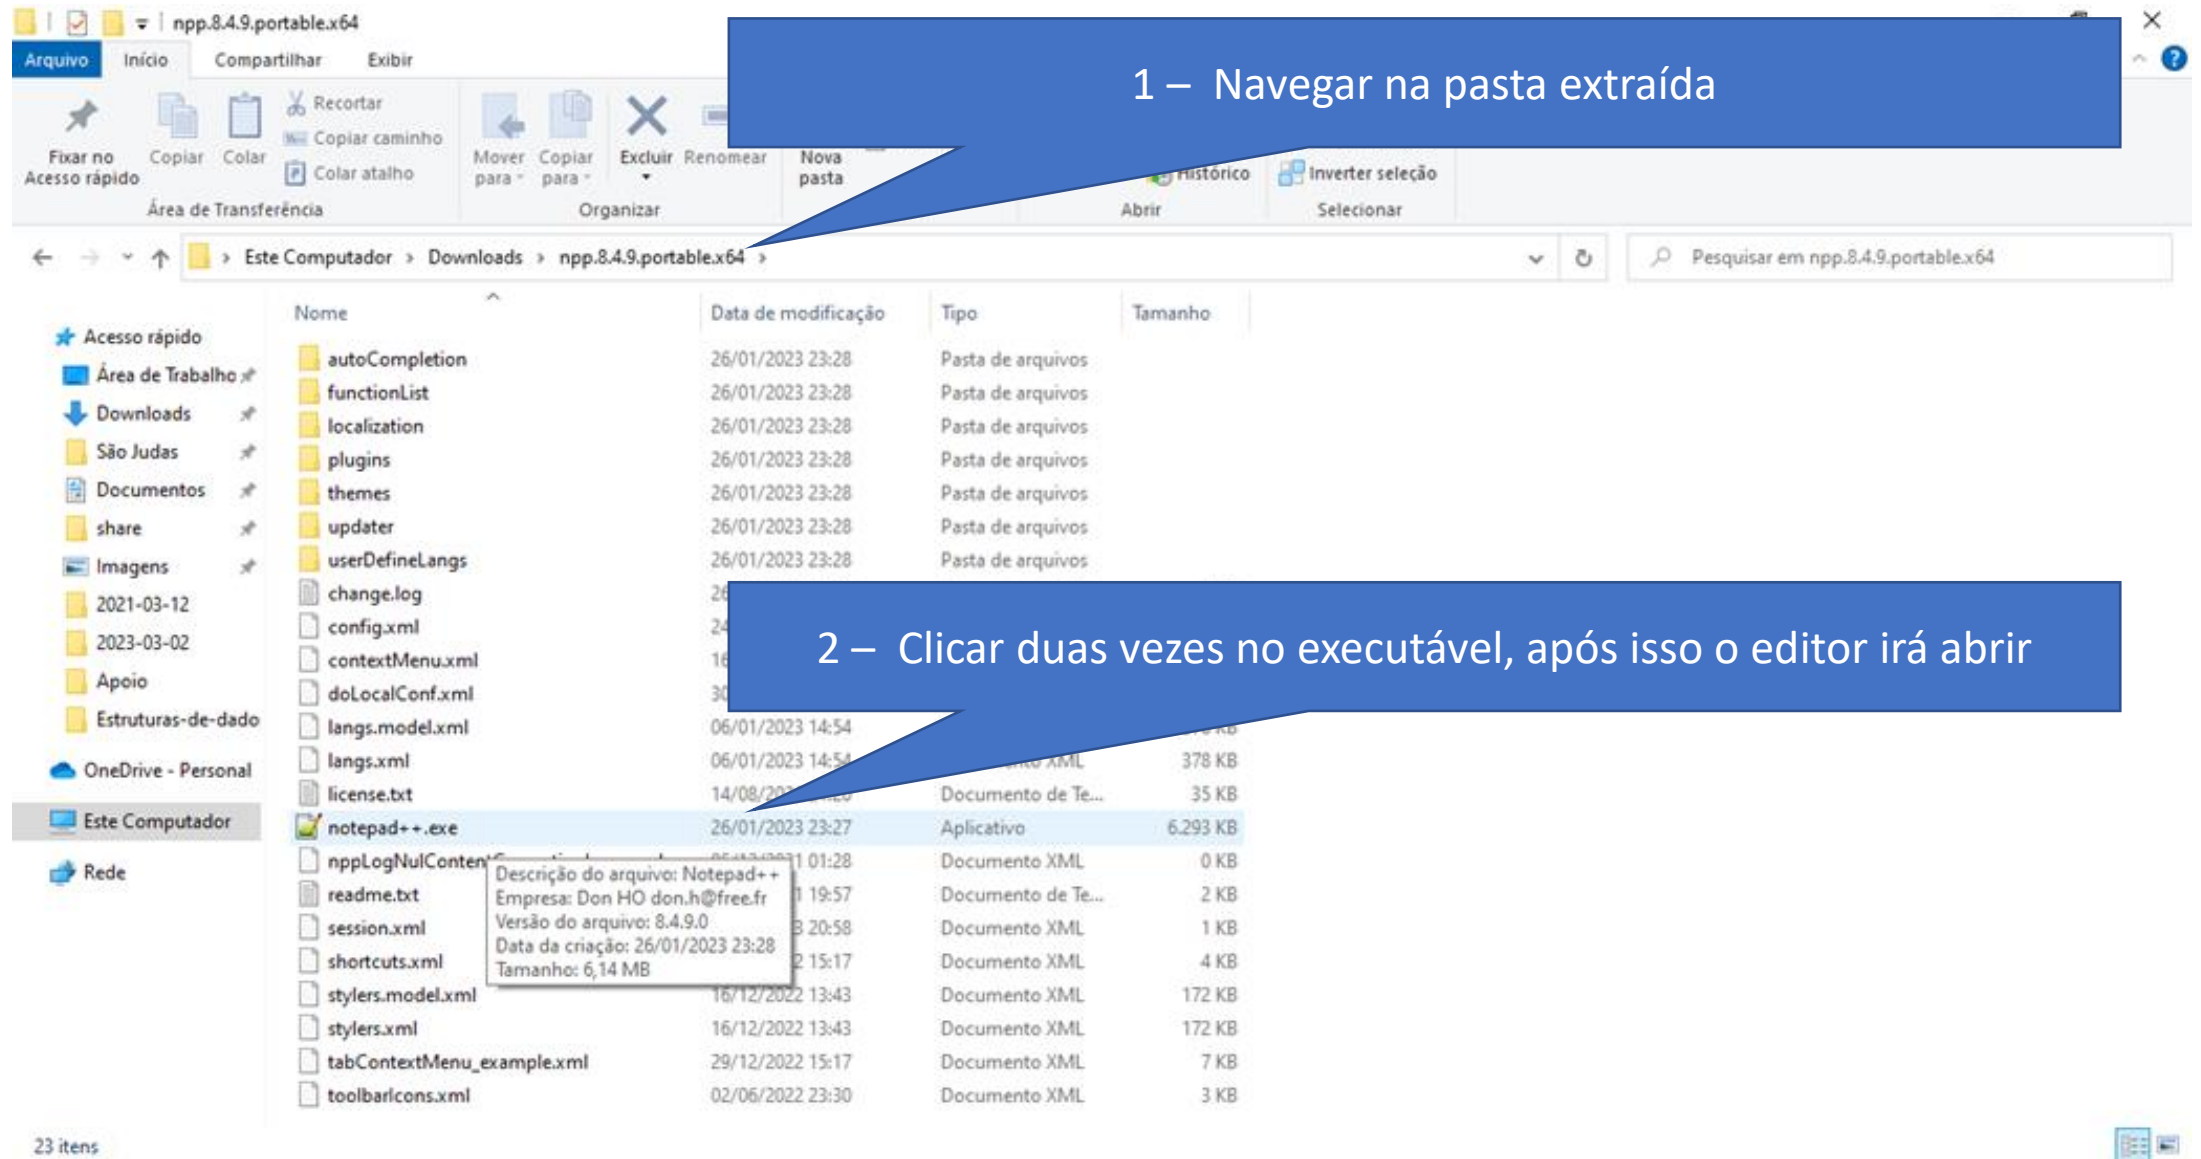 npp.8.4.9.portable.x64
Arquivo Início Compartilhar Exibir
1 – Navegar na pasta extraída
Fixar no
Acesso rápido
Copiar
Colar
Recortar
Copiar caminho
Colar atalho
Mover
para
Copiar
para
Excluir
Renomear
Nova
pasta
Histórico
Inverter seleção
Área de Transferência Organizar Abrir Selecionar
Este Computador > Downloads > npp.8.4.9.portable.x64 >
Pesquisar em npp.8.4.9.portable.x64
Acesso rápido
Área de Trabalho
Downloads
São Judas
Documentos
share
Imagens
2021-03-12
2023-03-02
Apoio
Estruturas-de-dado
OneDrive - Personal
Este Computador
Rede
Nome Data de modificação Tipo Tamanho
autoCompletion 26/01/2023 23:28 Pasta de arquivos
functionList 26/01/2023 23:28 Pasta de arquivos
localization 26/01/2023 23:28 Pasta de arquivos
plugins 26/01/2023 23:28 Pasta de arquivos
themes 26/01/2023 23:28 Pasta de arquivos
updater 26/01/2023 23:28 Pasta de arquivos
userDefineLangs 26/01/2023 23:28 Pasta de arquivos
change.log
config.xml
contextMenu.xml
doLocalConf.xml
2 – Clicar duas vezes no executável, após isso o editor irá abrir
langs.model.xml 06/01/2023 14:54 KB
langs.xml 06/01/2023 14:54 XML 378 KB
license.txt 14/08/ Documento de Te... 35 KB
notepad++.exe 26/01/2023 23:27 Aplicativo 6.293 KB
nppLogNulContent 01:28 Documento XML 0 KB
readme.txt 19:57 Documento de Te... 2 KB
session.xml 20:58 Documento XML 1 KB
shortcuts.xml 15:17 Documento XML 4 KB
stylers.model.xml 16/12/2022 13:43 Documento XML 172 KB
stylers.xml 16/12/2022 13:43 Documento XML 172 KB
tabContextMenu_example.xml 29/12/2022 15:17 Documento XML 7 KB
toolbarIcons.xml 02/06/2022 23:30 Documento XML 3 KB
Descrição do arquivo: Notepad++
Empresa: Don HO don.h@free.fr
Versão do arquivo: 8.4.9.0
Data da criação: 26/01/2023 23:28
Tamanho: 6,14 MB
23 itens